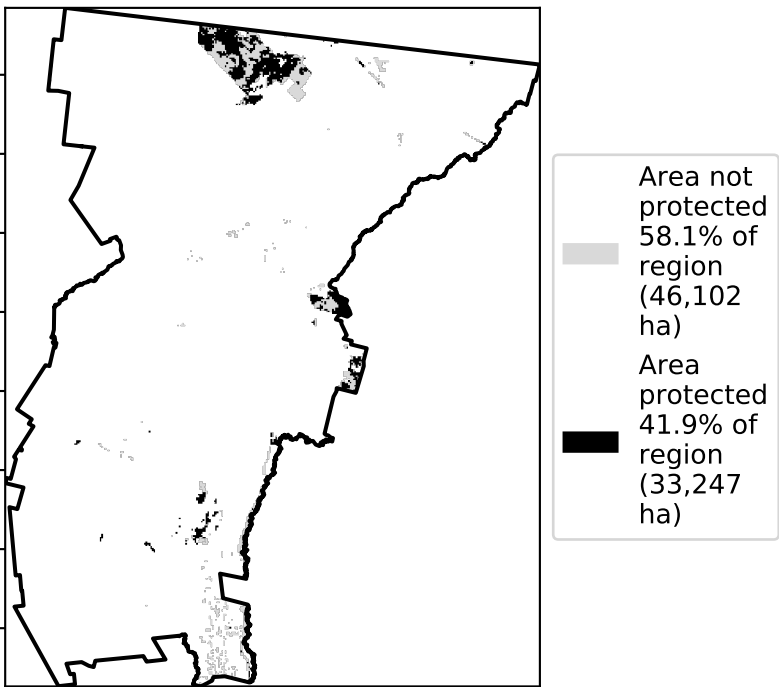 Area not
protected
58.1% of
region
(46,102
ha)
Area
protected
41.9% of
region
(33,247
ha)